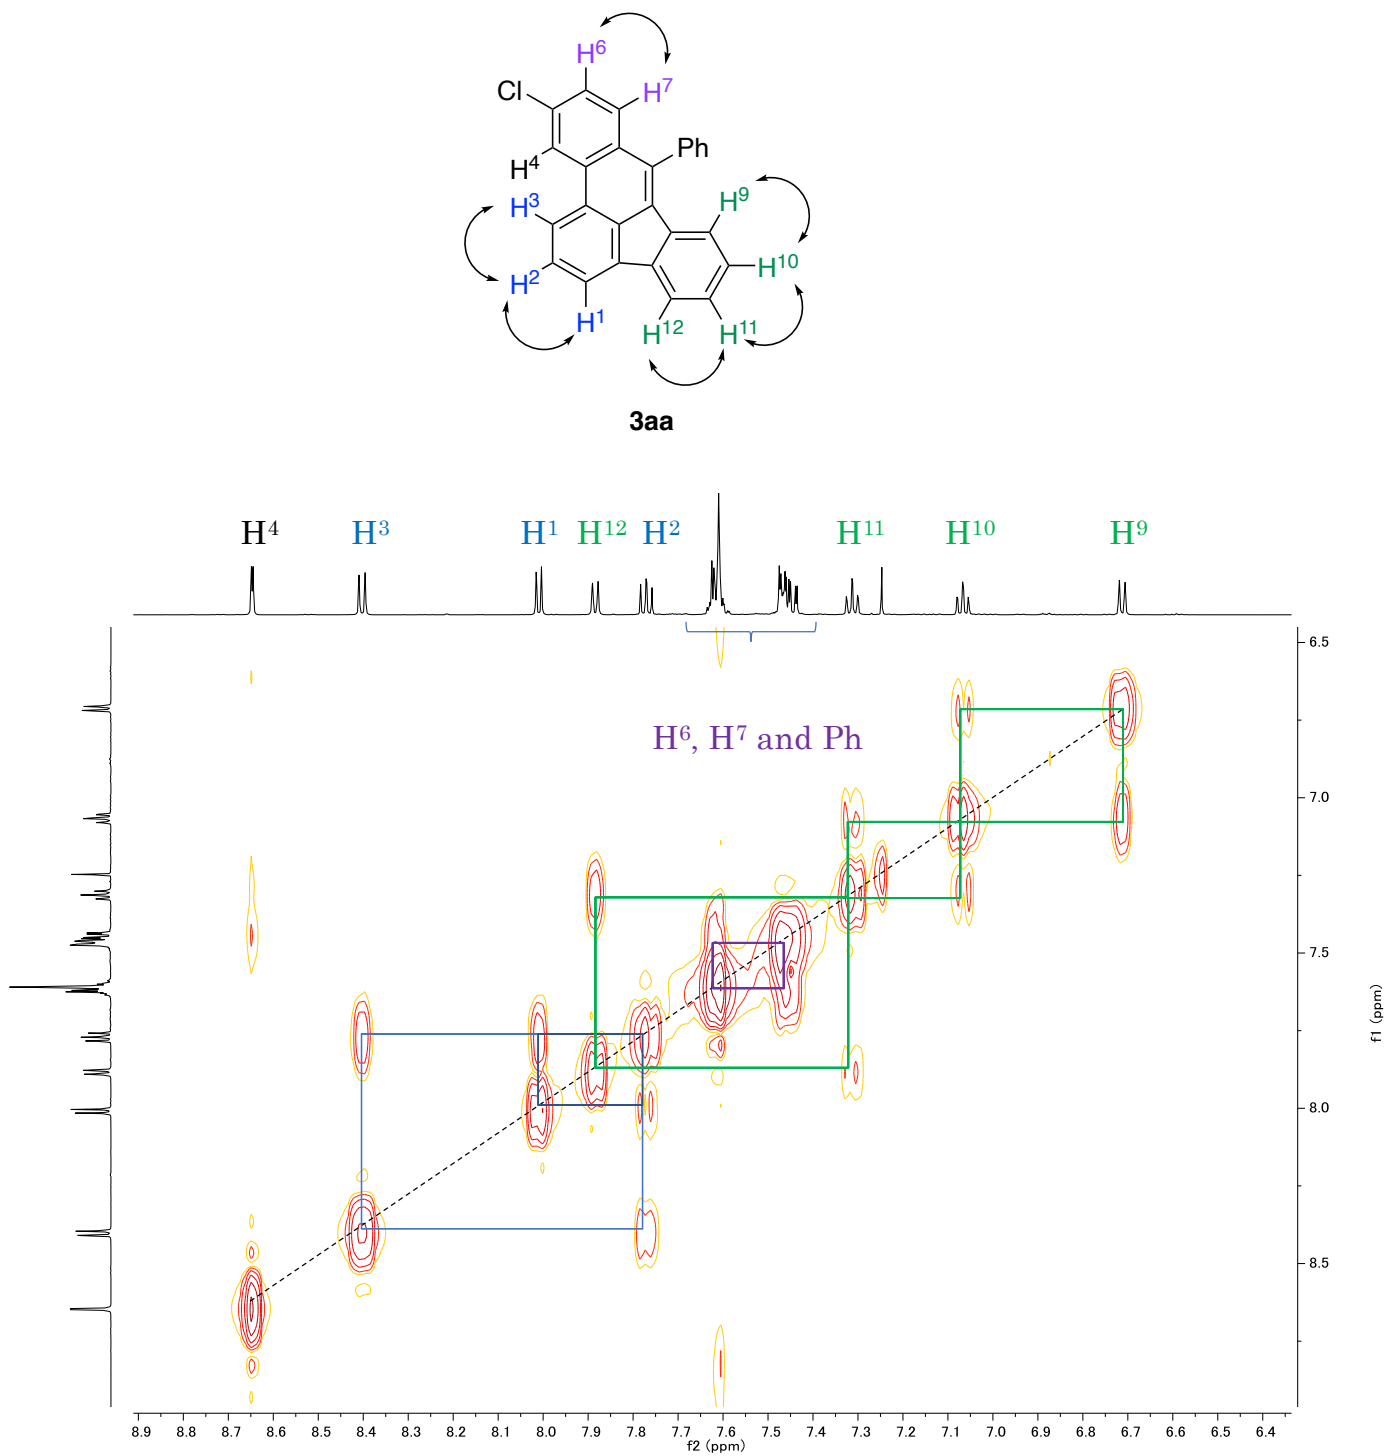 H⁶
Cl H⁷
Ph
H⁴
H³ H⁹
H² H¹⁰
H¹ H¹² H¹¹
3aa
H⁴ H³ H¹ H¹² H² H¹¹ H¹⁰ H⁹
H⁶, H⁷ and Ph
6.5
7.0
7.5
8.0
8.5
f1 (ppm)
8.9 8.8 8.7 8.6 8.5 8.4 8.3 8.2 8.1 8.0 7.9 7.8 7.7 7.6 7.5 7.4 7.3 7.2 7.1 7.0 6.9 6.8 6.7 6.6 6.5 6.4
f2 (ppm)